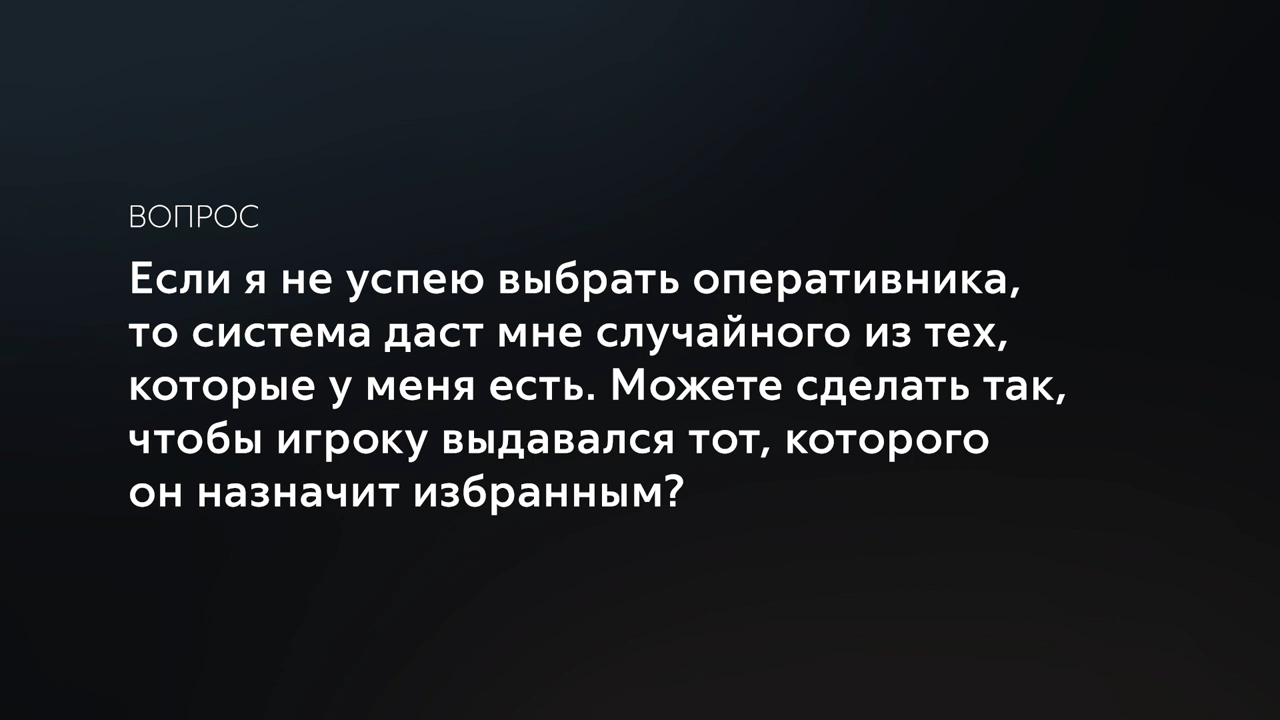 ВОПРОС
Если я не успею выбрать оперативника,
то система даст мне случайного из тех,
которые у меня есть. Можете сделать так,
чтобы игроку выдавался тот, которого
он назначит избранным?